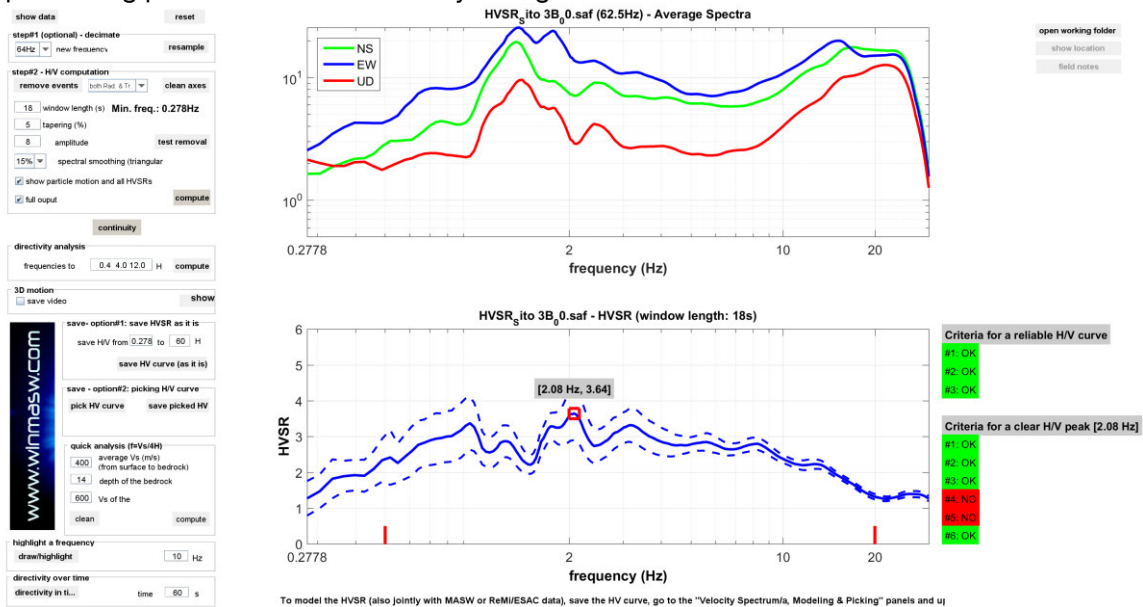 show data
reset
step#1 (optional) - decimate
64Hz new frequency resample
step#2 - H/V computation
remove events both Rad. & Tr. clean axes
18 window length (s) Min. freq.: 0.278Hz
5 tapering (%)
8 amplitude test removal
15% spectral smoothing (triangular
show particle motion and all HVSRs
full ouput compute
continuity
directivity analysis
frequencies to 0.4 4.0 12.0 H compute
3D motion
save video show
www.winmasw.com
save- option#1: save HVSR as it is
save H/V from 0.278 to 60 H
save HV curve (as it is)
save - option#2: picking H/V curve
pick HV curve save picked HV
quick analysis (f=Vs/4H)
400 average Vs (m/s)
(from surface to bedrock)
14 depth of the bedrock
600 Vs of the
clean compute
highlight a frequency
draw/highlight 10 Hz
directivity over time
directivity in ti... time 60 s
HVSRSito 3B00.saf (62.5Hz) - Average Spectra
NS
EW
UD
10^1
10^0
0.2778 2 10 20
frequency (Hz)
HVSRSito 3B00.saf - HVSR (window length: 18s)
[2.08 Hz, 3.64]
HVSR
6
5
4
3
2
1
0
0.2778 2 10 20
frequency (Hz)
To model the HVSR (also jointly with MASW or ReMi/ESAC data), save the HV curve, go to the "Velocity Spectrum/a, Modeling & Picking" panels and
open working folder
show location
field notes
Criteria for a reliable H/V curve
#1: OK
#2: OK
#3: OK
Criteria for a clear H/V peak [2.08 Hz]
#1: OK
#2: OK
#3: OK
#4: NO
#5: NO
#6: OK